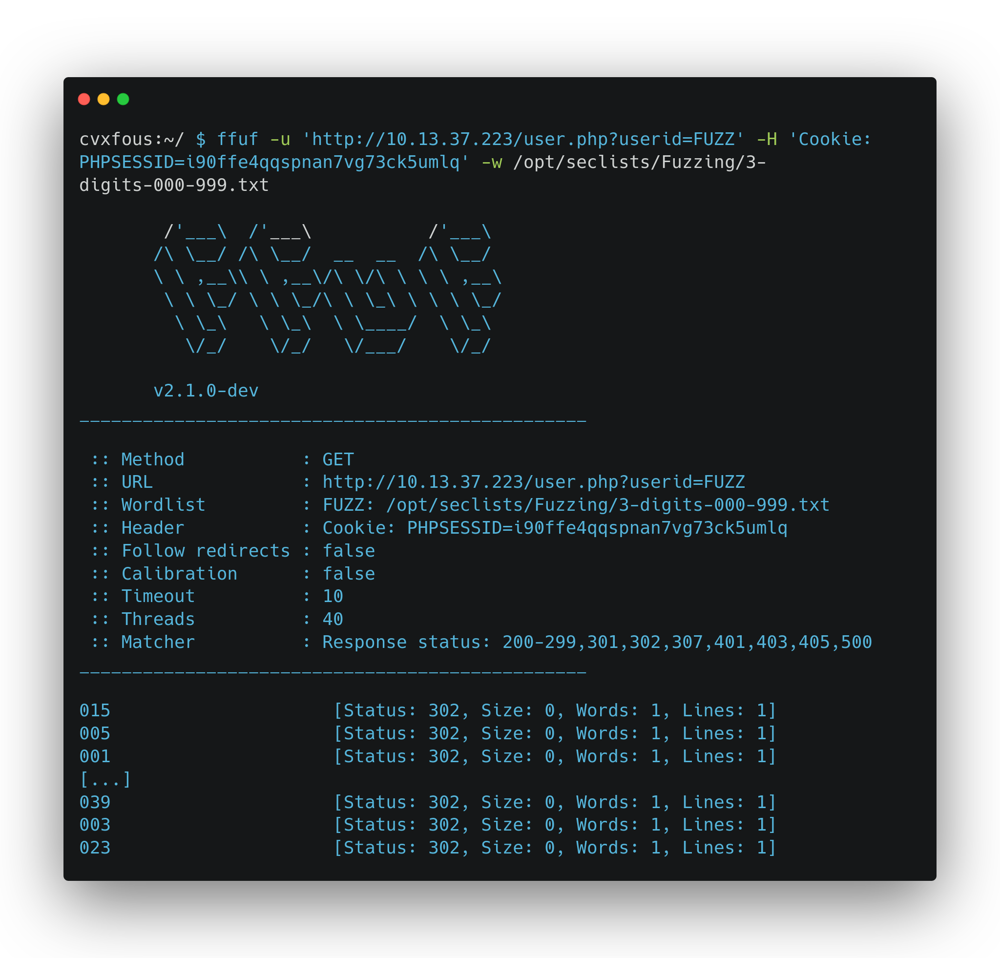 cvxfous:~/ $ ffuf -u 'http://10.13.37.223/user.php?userid=FUZZ' -H 'Cookie:
PHPSESSID=i90ffe4qqspnan7vg73ck5umlq' -w /opt/seclists/Fuzzing/3-
digits-000-999.txt
        /'___\  /'___\           /'___\
       /\ \__/ /\ \__/  __  __  /\ \__/
       \ \ ,__\\ \ ,__\/\ \/\ \ \ \ ,__\
        \ \ \_/ \ \ \_/\ \ \_\ \ \ \ \_/
         \ \_\   \ \_\  \ \____/  \ \_\
          \/_/    \/_/   \/___/    \/_/
       v2.1.0-dev
________________________________________________
 :: Method           : GET
 :: URL              : http://10.13.37.223/user.php?userid=FUZZ
 :: Wordlist         : FUZZ: /opt/seclists/Fuzzing/3-digits-000-999.txt
 :: Header           : Cookie: PHPSESSID=i90ffe4qqspnan7vg73ck5umlq
 :: Follow redirects : false
 :: Calibration      : false
 :: Timeout          : 10
 :: Threads          : 40
 :: Matcher          : Response status: 200-299,301,302,307,401,403,405,500
________________________________________________
015                     [Status: 302, Size: 0, Words: 1, Lines: 1]
005                     [Status: 302, Size: 0, Words: 1, Lines: 1]
001                     [Status: 302, Size: 0, Words: 1, Lines: 1]
[...]
039                     [Status: 302, Size: 0, Words: 1, Lines: 1]
003                     [Status: 302, Size: 0, Words: 1, Lines: 1]
023                     [Status: 302, Size: 0, Words: 1, Lines: 1]